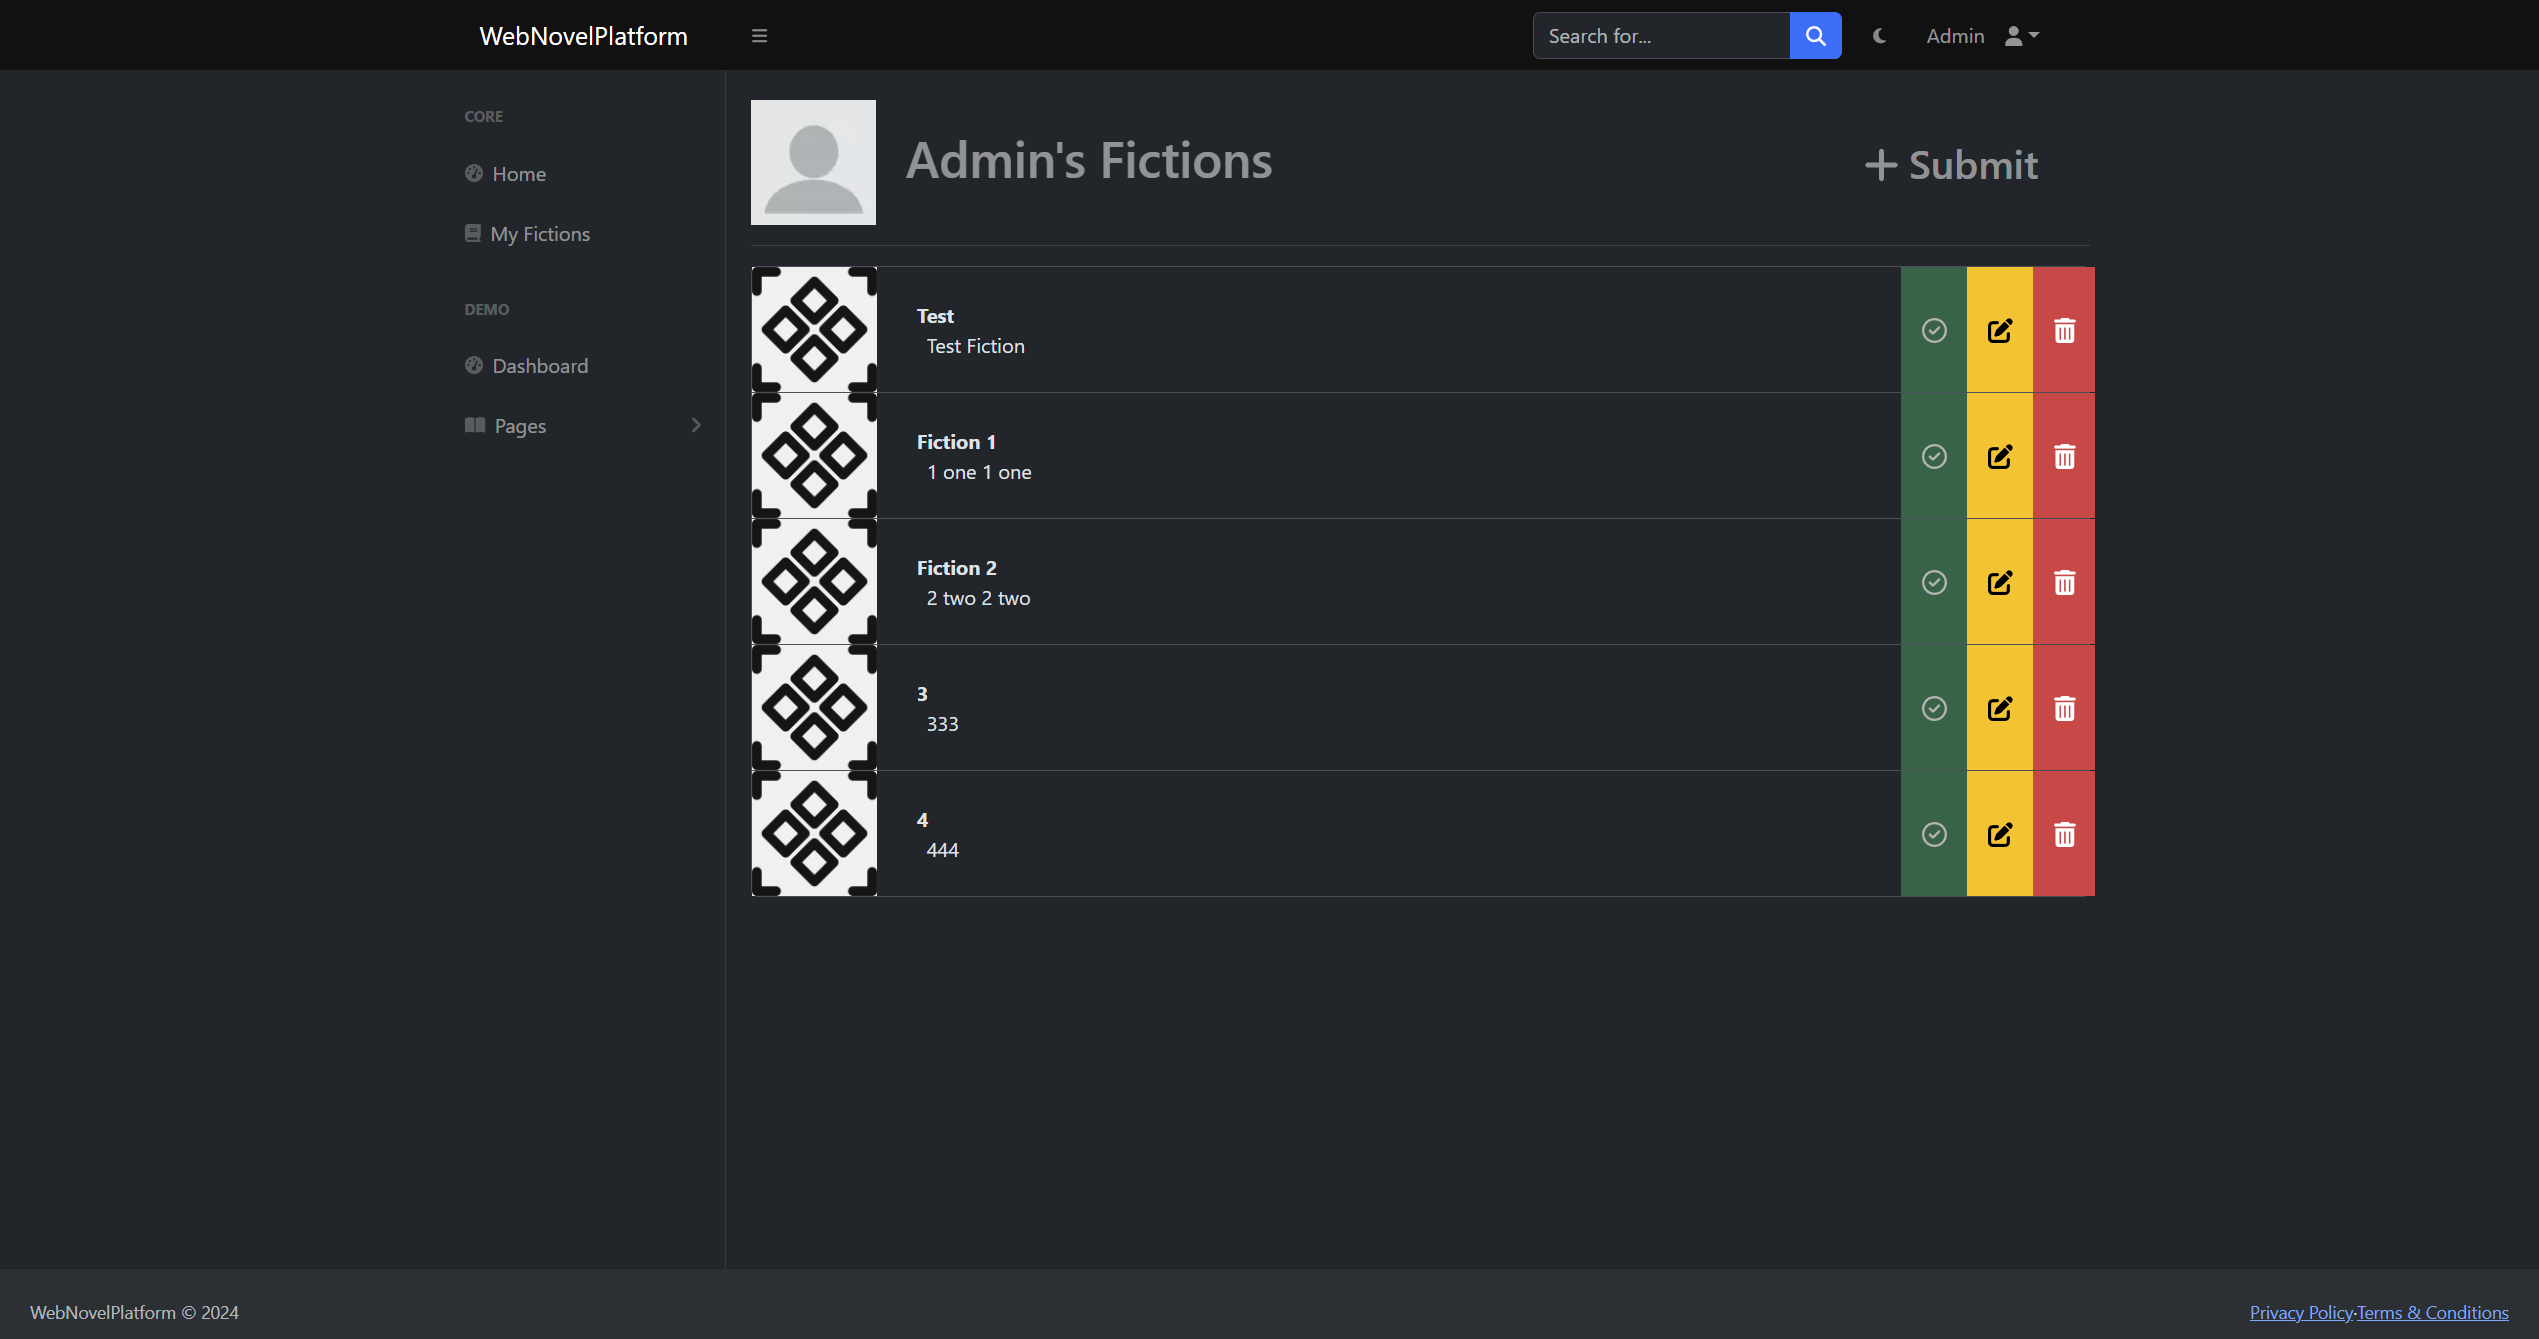 WebNovelPlatform
Search for...
Admin
CORE
Home
My Fictions
DEMO
Dashboard
Pages
Admin's Fictions
Submit
Test
Test Fiction
Fiction 1
1 one 1 one
Fiction 2
2 two 2 two
3
333
4
444
WebNovelPlatform © 2024
Privacy Policy·Terms & Conditions